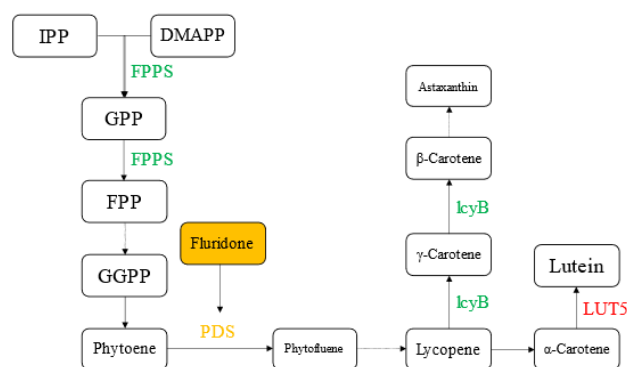 IPP
DMAPP
FPPS
GPP
FPPS
FPP
GGPP
Phytoene
Fluridone
PDS
Phytofluene
Lycopene
lcyB
γ-Carotene
lcyB
β-Carotene
Astaxanthin
α-Carotene
LUT5
Lutein